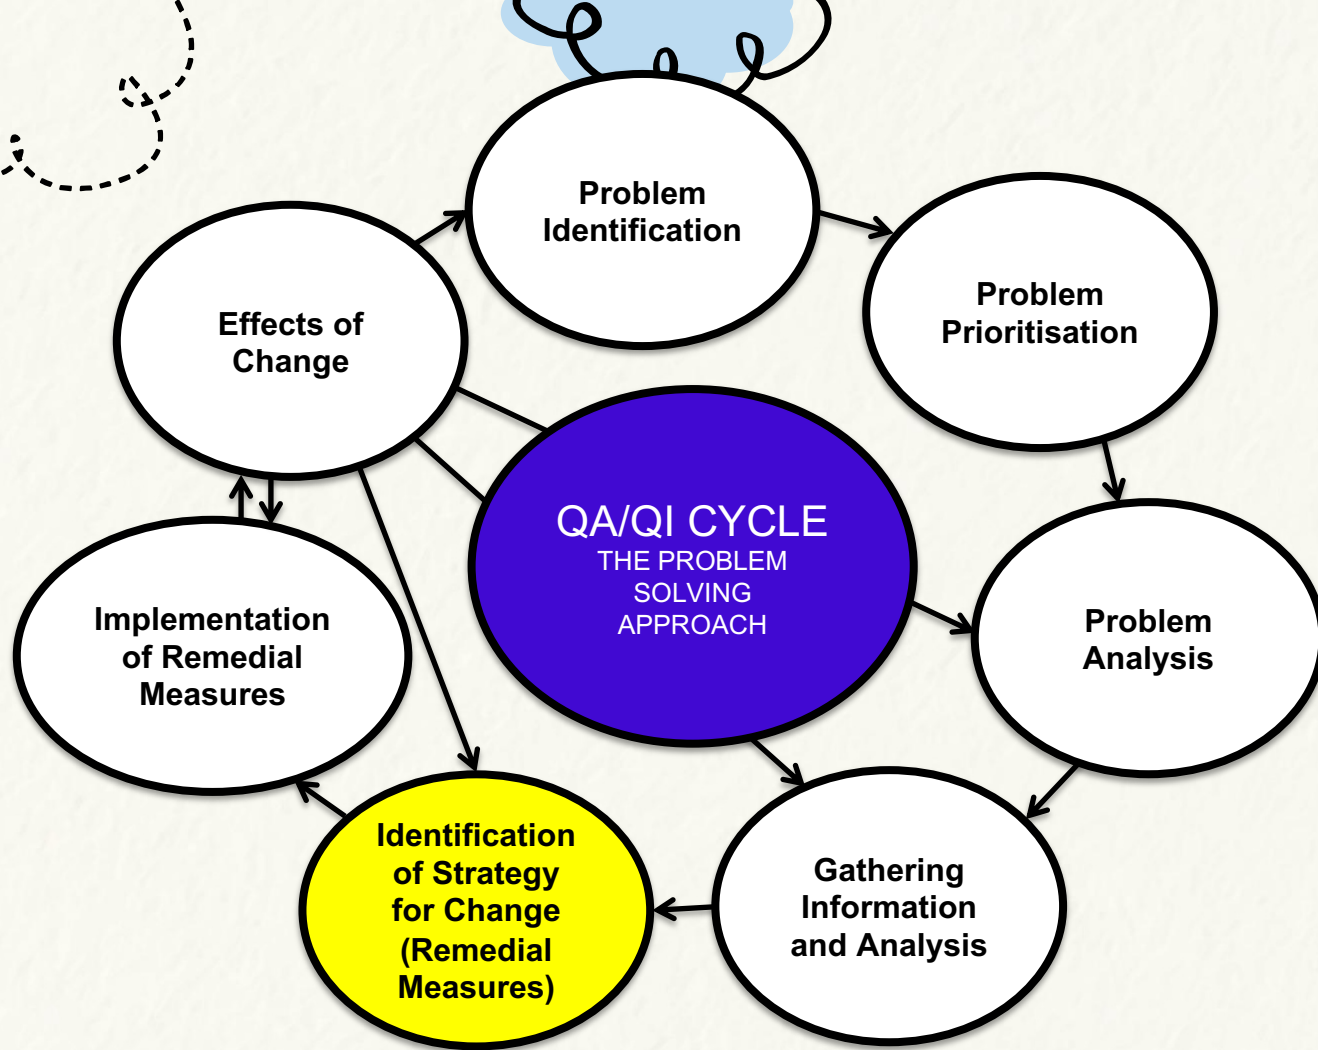 Problem
Identification
Problem
Prioritisation
Effects of
Change
QA/QI CYCLE
THE PROBLEM
SOLVING
APPROACH
Problem
Analysis
Implementation
of Remedial
Measures
Identification
of Strategy
for Change
(Remedial
Measures)
Gathering
Information
and Analysis